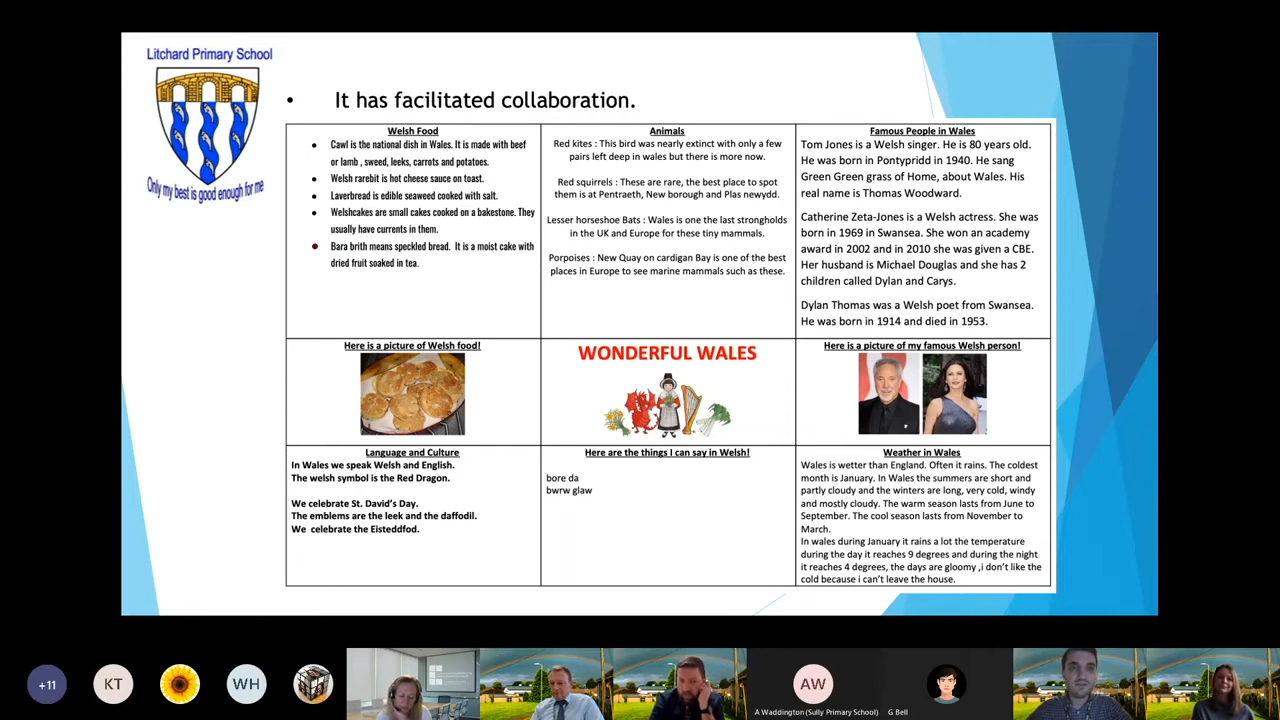 Litchard Primary School
Only my best is good enough for me
• It has facilitated collaboration.
Welsh Food
• Cawl is the national dish in Wales. It is made with beef
or lamb , sweed, leeks, carrots and potatoes.
• Welsh rarebit is hot cheese sauce on toast.
• Laverbread is edible seaweed cooked with salt.
• Welshcakes are small cakes cooked on a bakestone. They
usually have currents in them.
• Bara brith means speckled bread. It is a moist cake with
dried fruit soaked in tea.
Animals
Red kites : This bird was nearly extinct with only a few
pairs left deep in wales but there is more now.
Red squirrels : These are rare, the best place to spot
them is at Pentraeth, New borough and Plas newydd.
Lesser horseshoe Bats : Wales is one the last strongholds
in the UK and Europe for these tiny mammals.
Porpoises : New Quay on cardigan Bay is one of the best
places in Europe to see marine mammals such as these.
Famous People in Wales
Tom Jones is a Welsh singer. He is 80 years old.
He was born in Pontypridd in 1940. He sang
Green Green grass of Home, about Wales. His
real name is Thomas Woodward.
Catherine Zeta-Jones is a Welsh actress. She was
born in 1969 in Swansea. She won an academy
award in 2002 and in 2010 she was given a CBE.
Her husband is Michael Douglas and she has 2
children called Dylan and Carys.
Dylan Thomas was a Welsh poet from Swansea.
He was born in 1914 and died in 1953.
Here is a picture of Welsh food!
WONDERFUL WALES
Here is a picture of my famous Welsh person!
Language and Culture
In Wales we speak Welsh and English.
The welsh symbol is the Red Dragon.
We celebrate St. David's Day.
The emblems are the leek and the daffodil.
We celebrate the Eisteddfod.
Here are the things I can say in Welsh!
bore da
bwrw glaw
Weather in Wales
Wales is wetter than England. Often it rains. The coldest
month is January. In Wales the summers are short and
partly cloudy and the winters are long, very cold, windy
and mostly cloudy. The warm season lasts from June to
September. The cool season lasts from November to
March.
In wales during January it rains a lot the temperature
during the day it reaches 9 degrees and during the night
it reaches 4 degrees, the days are gloomy ,i don't like the
cold because i can't leave the house.
+11
KT
WH
AW
A Waddington (Sully Primary School)
G Bell